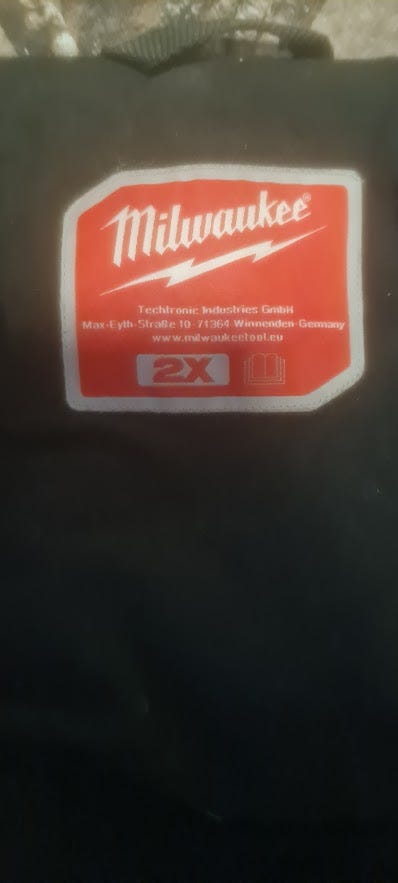 Milwaukee®
Techtronic Industries GmbH
Max-Eyth-Straße 10 - 71364 Winnenden-Germany
www.milwaukeetool.eu
2X